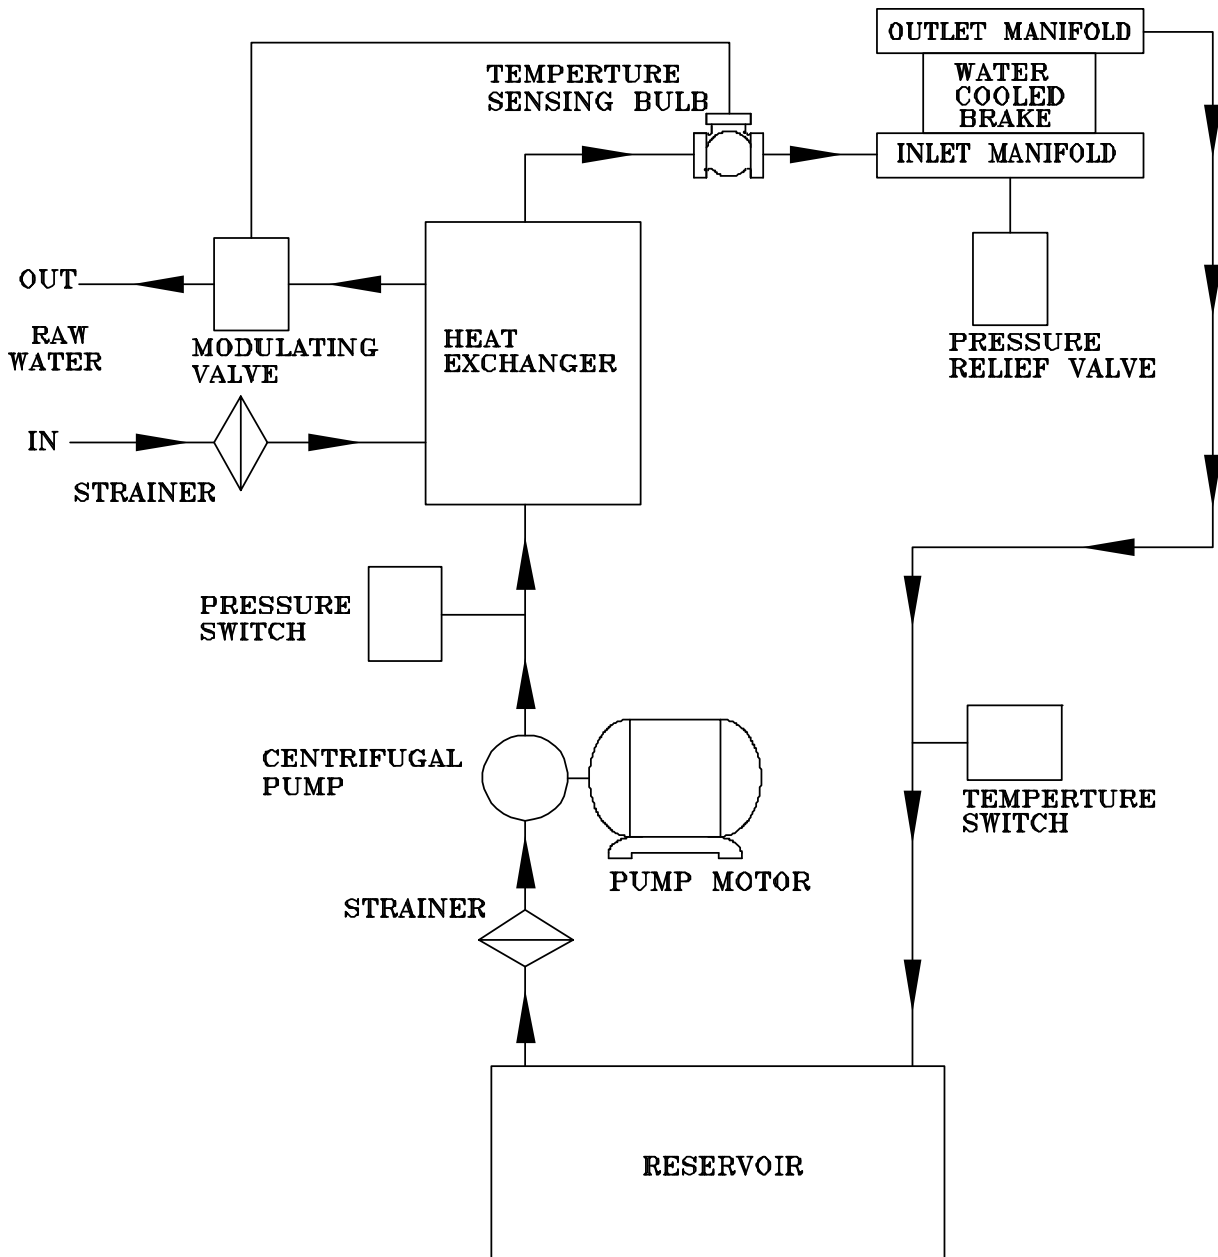 OUTLET MANIFOLD
TEMPERTURE
SENSING BULB
WATER
COOLED
BRAKE
INLET MANIFOLD
OUT
RAW
WATER
MODULATING
VALVE
HEAT
EXCHANGER
PRESSURE
RELIEF VALVE
IN
STRAINER
PRESSURE
SWITCH
CENTRIFUGAL
PUMP
TEMPERTURE
SWITCH
PUMP MOTOR
STRAINER
RESERVOIR